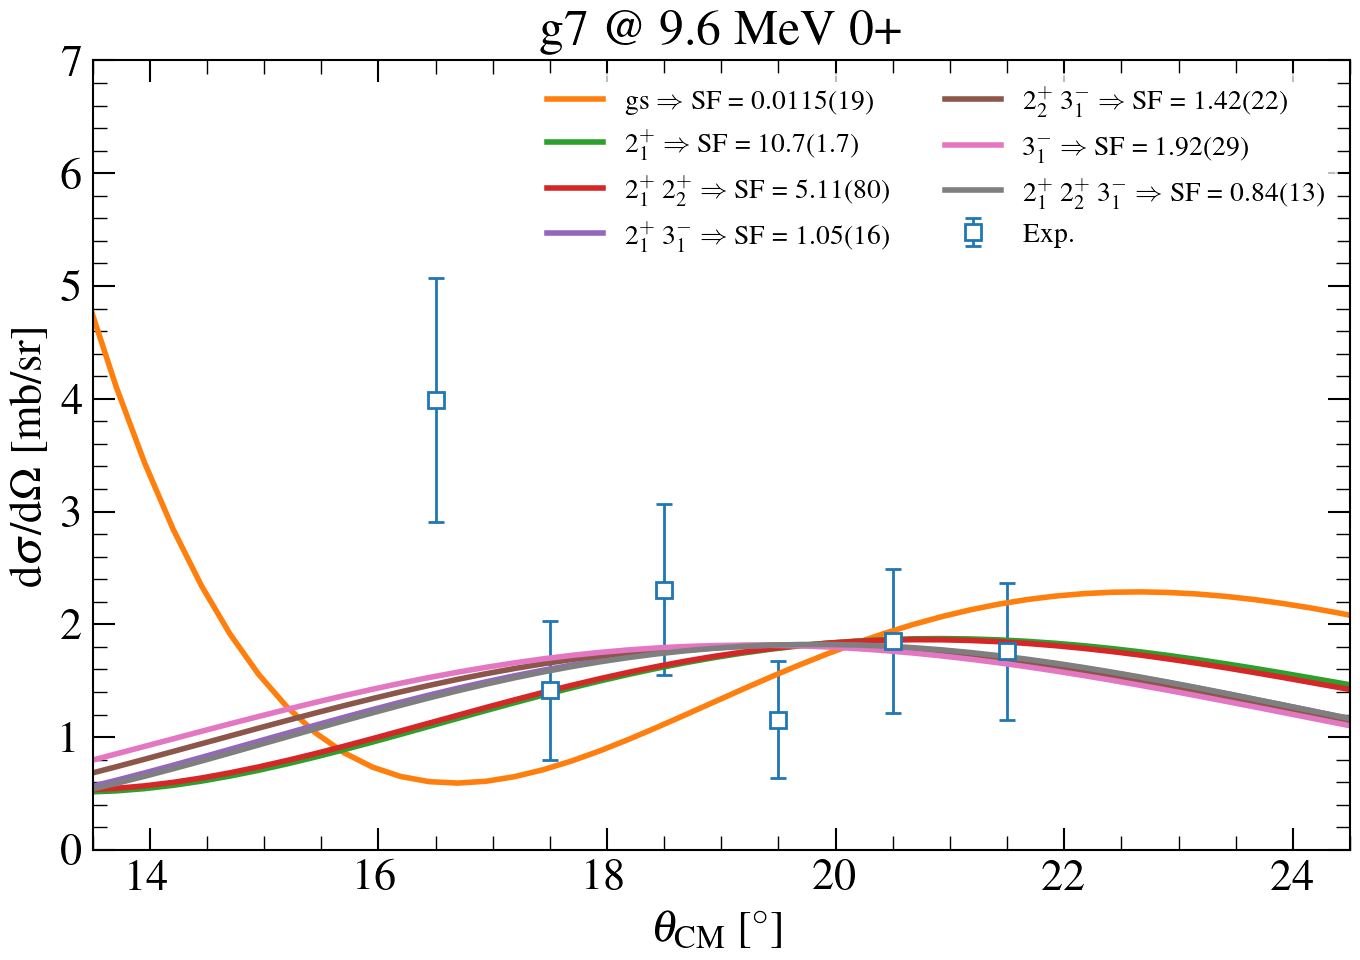 g7 @ 9.6 MeV 0+
gs ⇒ SF = 0.0115(19)
2₁⁺ ⇒ SF = 10.7(1.7)
2₁⁺ 2₂⁺ ⇒ SF = 5.11(80)
2₁⁺ 3₁⁻ ⇒ SF = 1.05(16)
2₂⁺ 3₁⁻ ⇒ SF = 1.42(22)
3₁⁻ ⇒ SF = 1.92(29)
2₁⁺ 2₂⁺ 3₁⁻ ⇒ SF = 0.84(13)
Exp.
dσ/dΩ [mb/sr]
7
6
5
4
3
2
1
0
14 16 18 20 22 24
θCM [°]